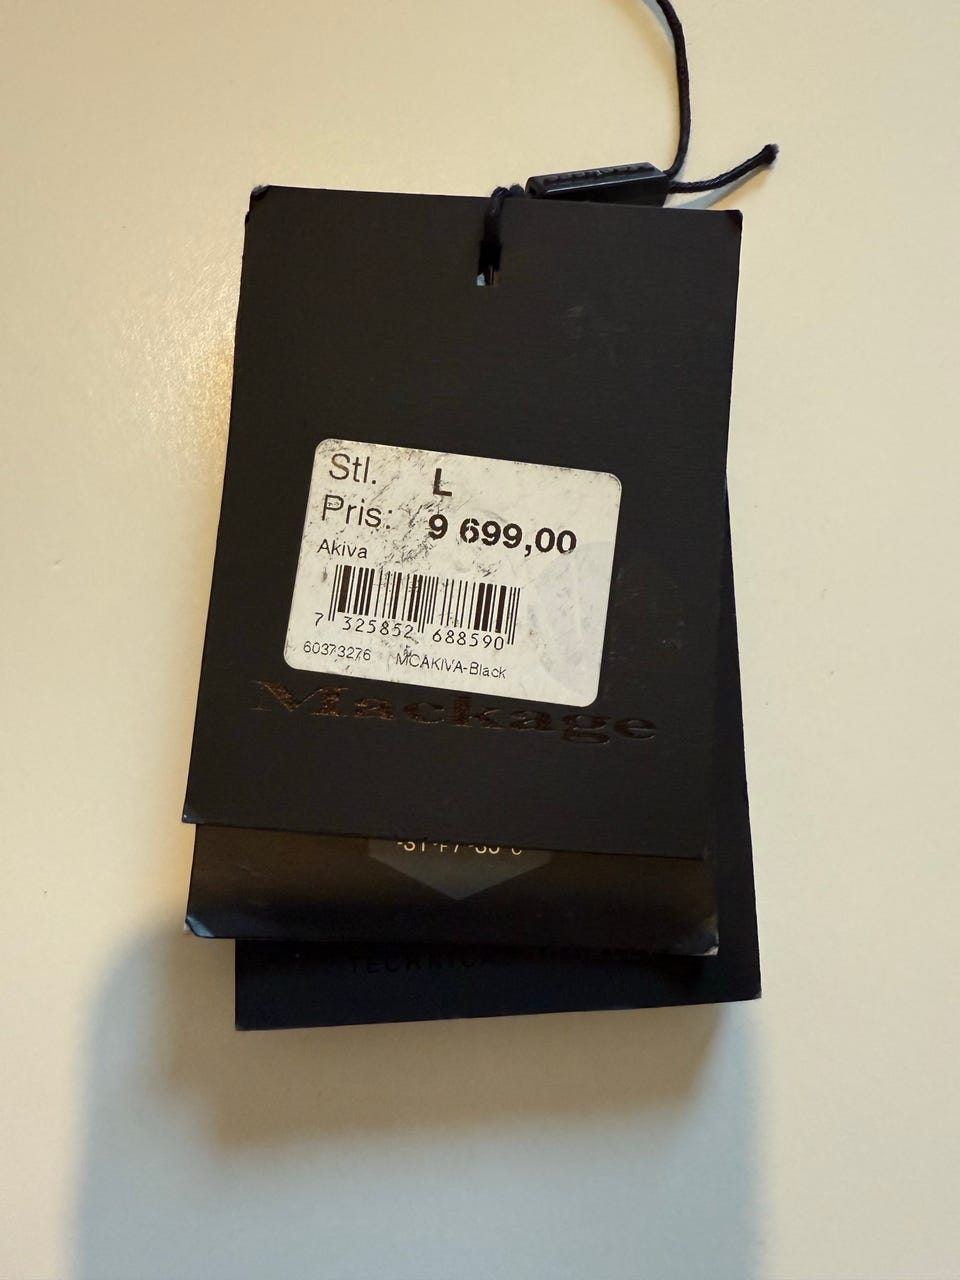 Stl. L
Pris: 9 699,00
Akiva
7 325852 688590
60373276 MCAKIVA-Black
Mackage